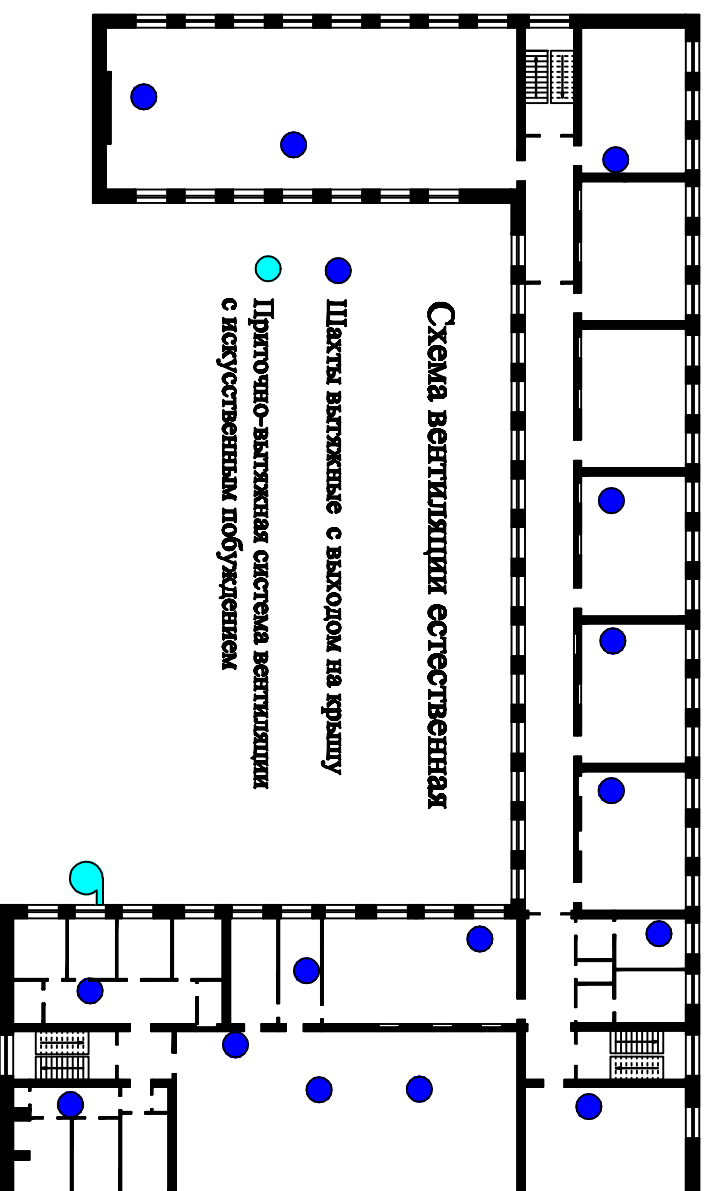 Схема вентиляции естественная
Шахты вытяжные с выходом на крышу
Приточно-вытяжная система вентиляции
с искусственным побуждением